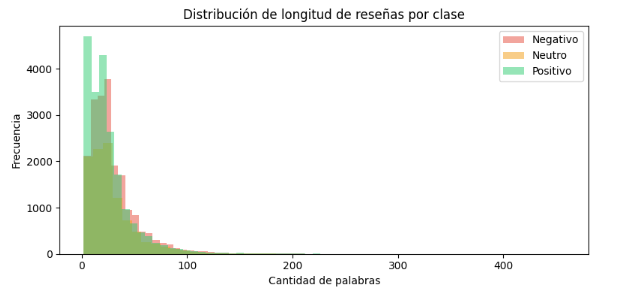 Distribución de longitud de reseñas por clase
Negativo
Neutro
Positivo
Frecuencia
4000
3000
2000
1000
0
0 100 200 300 400
Cantidad de palabras